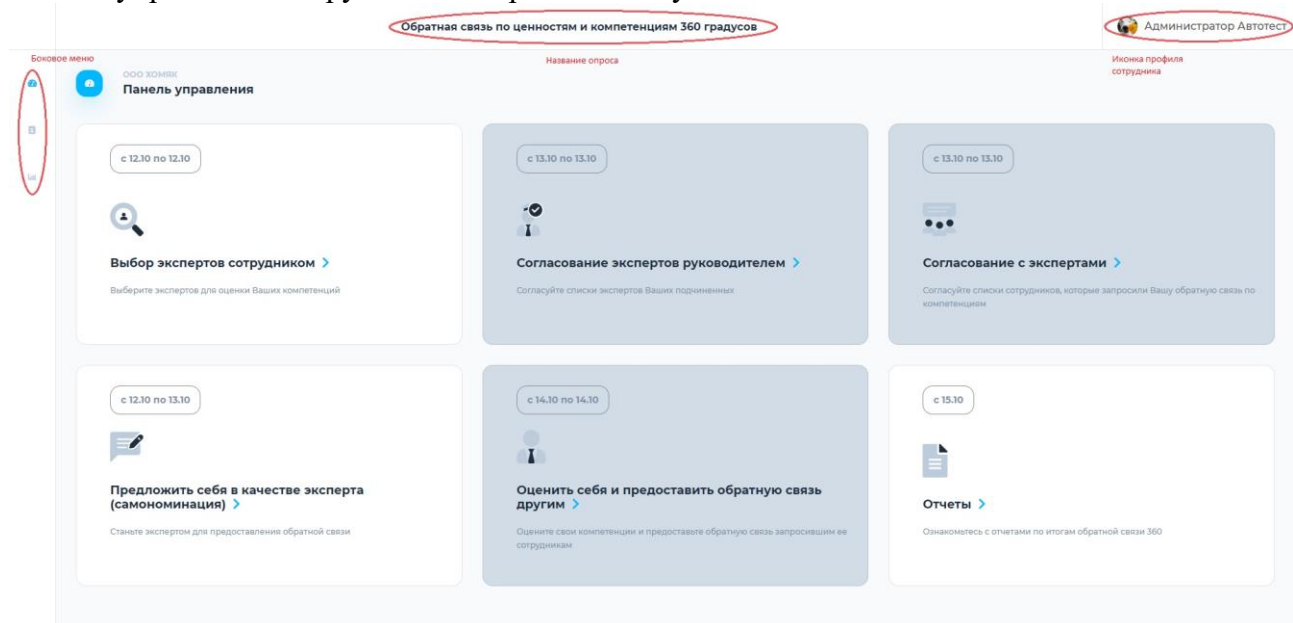 Обратная связь по ценностям и компетенциям 360 градусов
Администратор Автотест
Боковое меню
Название опроса
Иконка профиля
сотрудника
ООО ХОМЯК
Панель управления
с 12.10 по 12.10
Выбор экспертов сотрудником >
Выберите экспертов для оценки Ваших компетенций
с 13.10 по 13.10
Согласование экспертов руководителем >
Согласуйте списки экспертов Ваших подчиненных
с 13.10 по 13.10
Согласование с экспертами >
Согласуйте списки сотрудников, которые запросили Вашу обратную связь по
компетенциям
с 12.10 по 13.10
Предложить себя в качестве эксперта
(самономинация) >
Станьте экспертом для предоставления обратной связи
с 14.10 по 14.10
Оценить себя и предоставить обратную связь
другим >
Оцените свои компетенции и предоставьте обратную связь запросившим ее
сотрудникам
с 15.10
Отчеты >
Ознакомьтесь с отчетами по итогам обратной связи 360